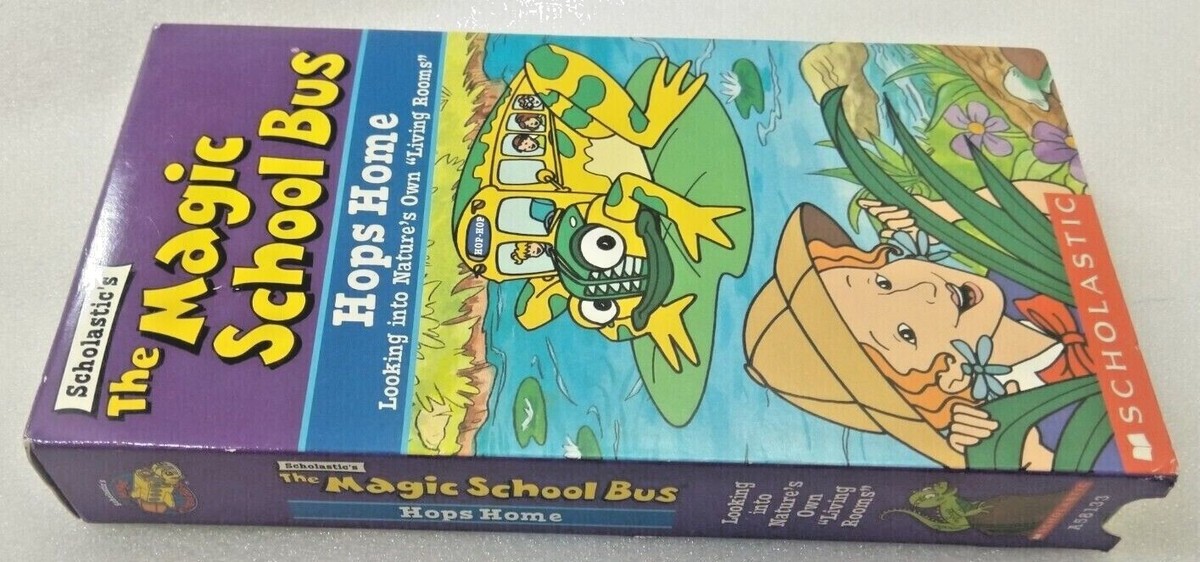 Scholastic's
The Magic
School Bus
Hops Home
Looking into Nature's Own "Living Rooms"
HOP-HOP
SCHOLASTIC
Scholastic's
The Magic School Bus
Hops Home
Looking
into
Nature's
Own
"Living
Rooms"
A58133